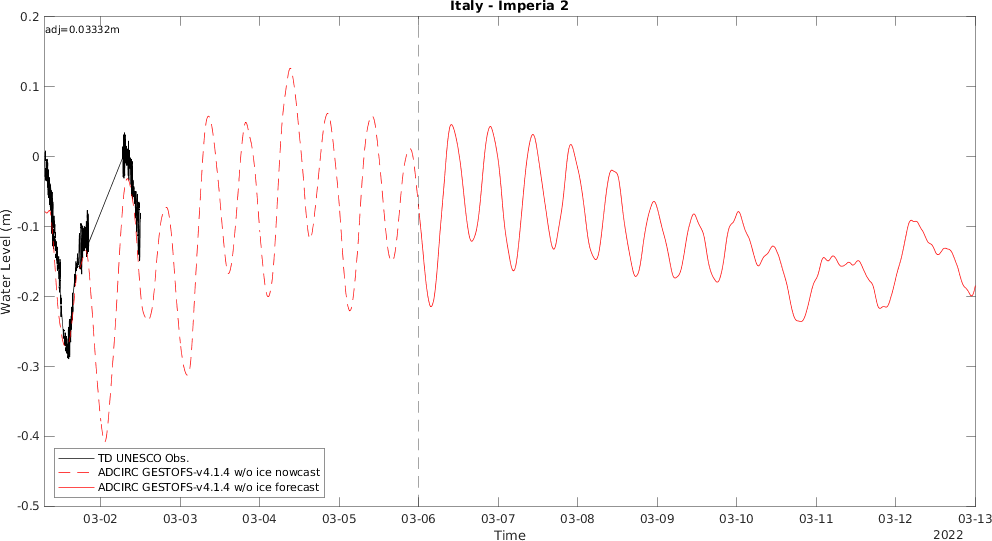 Italy - Imperia 2
adj=0.03332m
0.2
0.1
0
-0.1
-0.2
-0.3
-0.4
-0.5
Water Level (m)
TD UNESCO Obs.
ADCIRC GESTOFS-v4.1.4 w/o ice nowcast
ADCIRC GESTOFS-v4.1.4 w/o ice forecast
03-02 03-03 03-04 03-05 03-06 03-07 03-08 03-09 03-10 03-11 03-12 03-13
Time
2022